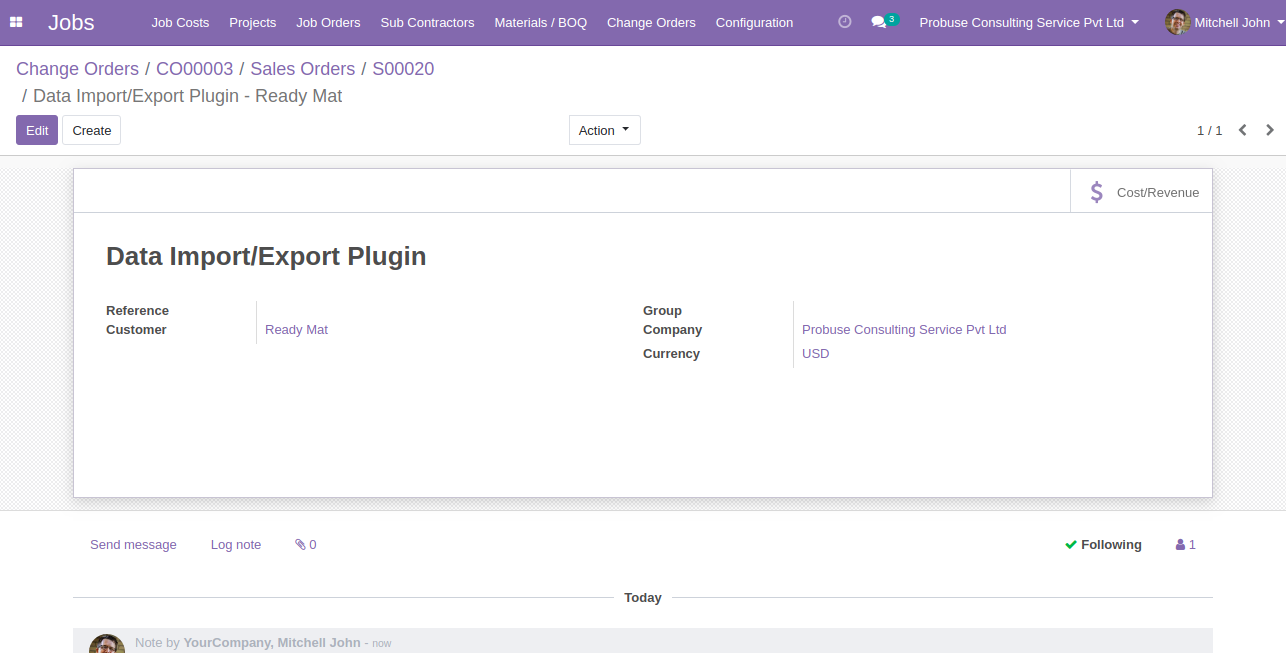 Jobs Job Costs Projects Job Orders Sub Contractors Materials / BOQ Change Orders Configuration 3 Probuse Consulting Service Pvt Ltd Mitchell John
Change Orders / CO00003 / Sales Orders / S00020
/ Data Import/Export Plugin - Ready Mat
Edit Create Action 1 / 1
$ Cost/Revenue
Data Import/Export Plugin
Reference Group
Customer Ready Mat Company Probuse Consulting Service Pvt Ltd
Currency USD
Send message Log note 0 Following 1
Today
Note by YourCompany, Mitchell John - now